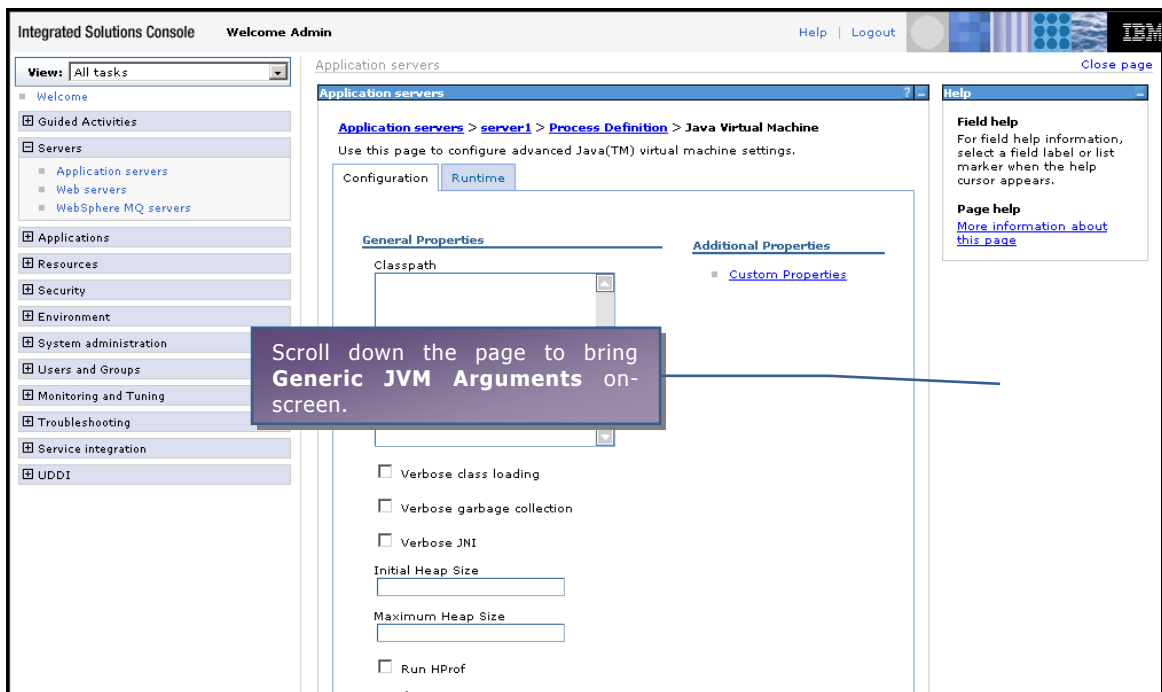 Integrated Solutions Console Welcome Admin Help | Logout IBM
View: All tasks
Welcome
Guided Activities
Servers
Application servers
Web servers
WebSphere MQ servers
Applications
Resources
Security
Environment
System administration
Users and Groups
Monitoring and Tuning
Troubleshooting
Service integration
UDDI
Application servers Close page
Application servers ? -
Application servers > server1 > Process Definition > Java Virtual Machine
Use this page to configure advanced Java(TM) virtual machine settings.
Configuration Runtime
General Properties
Classpath
Additional Properties
Custom Properties
Scroll down the page to bring
Generic JVM Arguments on-
screen.
Verbose class loading
Verbose garbage collection
Verbose JNI
Initial Heap Size
Maximum Heap Size
Run HProf
Help -
Field help
For field help information,
select a field label or list
marker when the help
cursor appears.
Page help
More information about
this page